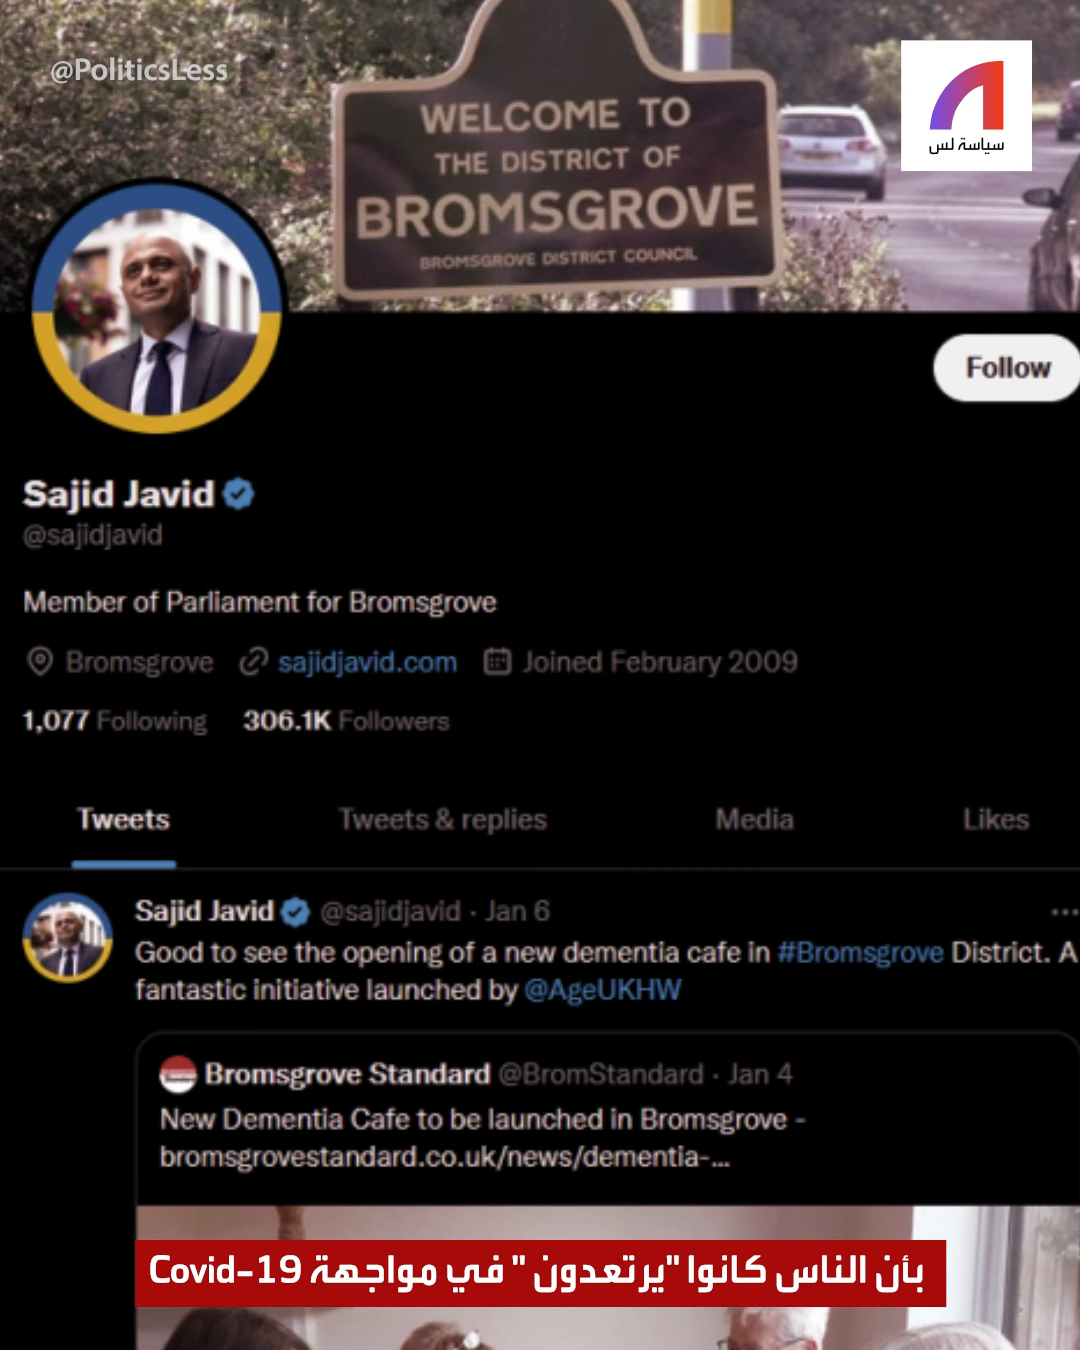 @PoliticsLess
سياسة لس
WELCOME TO
THE DISTRICT OF
BROMSGROVE
BROMSGROVE DISTRICT COUNCIL
Follow
Sajid Javid
@sajidjavid
Member of Parliament for Bromsgrove
Bromsgrove sajidjavid.com Joined February 2009
1,077 Following 306.1K Followers
Tweets Tweets & replies Media Likes
Sajid Javid @sajidjavid · Jan 6
Good to see the opening of a new dementia cafe in #Bromsgrove District. A
fantastic initiative launched by @AgeUKHW
Bromsgrove Standard @BromStandard · Jan 4
New Dementia Cafe to be launched in Bromsgrove -
bromsgrovestandard.co.uk/news/dementia-...
بأن الناس كانوا "يرتعدون " في مواجهة Covid-19